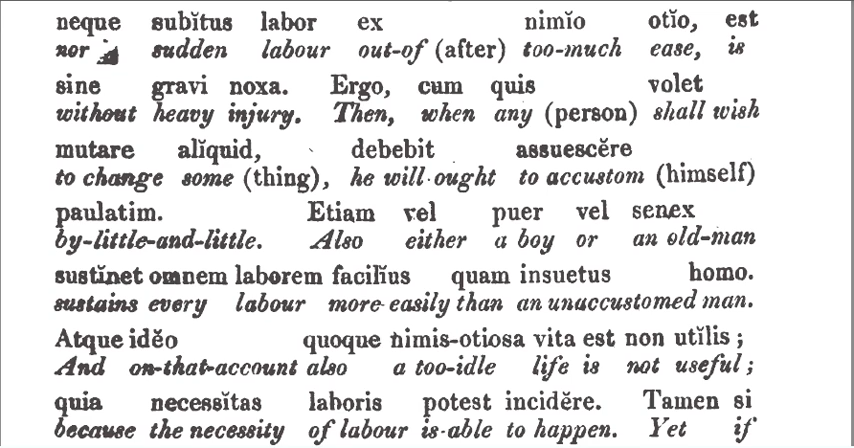 neque subĭtus labor ex nimĭo otĭo, est
nor a sudden labour out-of (after) too-much ease, is
sine gravi noxa. Ergo, cum quis volet
without heavy injury. Then, when any (person) shall wish
mutare alĭquid, debebit assuescĕre
to change some (thing), he will ought to accustom (himself)
paulatim. Etiam vel puer vel senex
by-little-and-little. Also either a boy or an old-man
sustĭnet omnem laborem facilĭus quam insuetus homo.
sustains every labour more easily than an unaccustomed man.
Atque idĕo quoque nimis-otiosa vita est non utĭlis;
And on-that-account also a too-idle life is not useful;
quia necessĭtas laboris potest incidĕre. Tamen si
because the necessity of labour is able to happen. Yet if